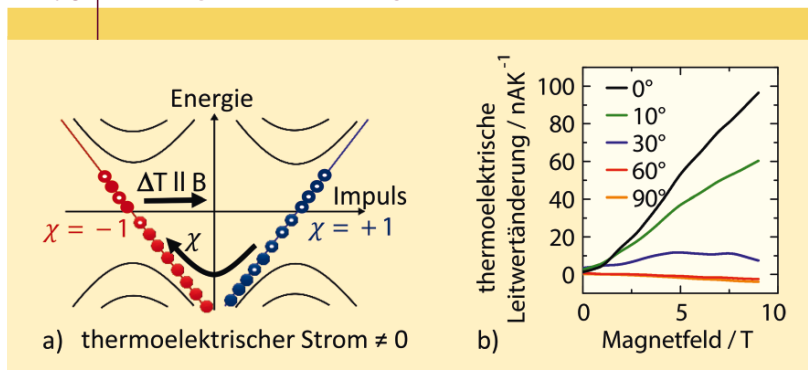 Energie
ΔT ll B
Impuls
χ = − 1
χ
χ = + 1
a) thermoelektrischer Strom ≠ 0
thermoelektrische
Leitwertänderung / nAK⁻¹
100
80
60
40
20
0
0°
10°
30°
60°
90°
0
5
10
Magnetfeld / T
b)